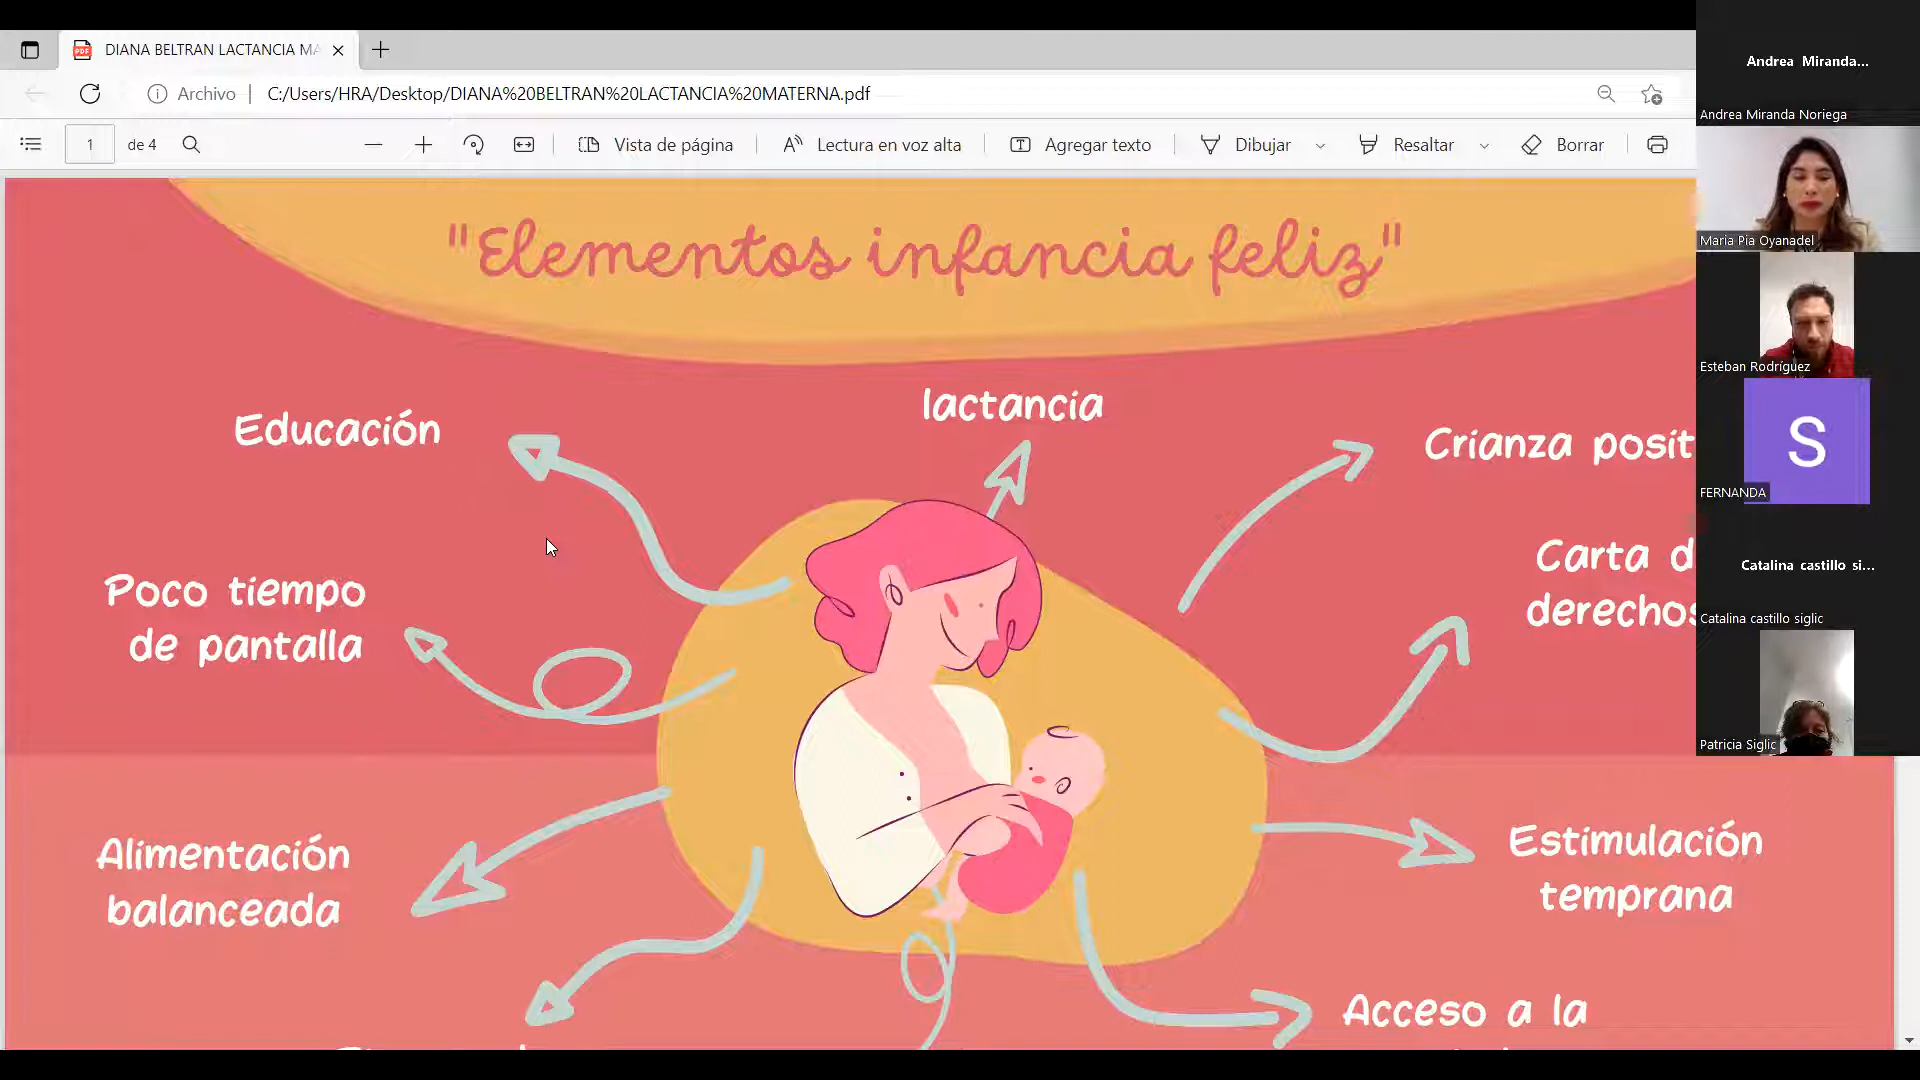 DIANA BELTRAN LACTANCIA MA
Archivo
C:/Users/HRA/Desktop/DIANA%20BELTRAN%20LACTANCIA%20MATERNA.pdf
1 de 4
Vista de página
Lectura en voz alta
Agregar texto
Dibujar
Resaltar
Borrar
"Elementos infancia feliz"
lactancia
Educación
Crianza posit
Carta d
derechos
Poco tiempo
de pantalla
Alimentación
balanceada
Estimulación
temprana
Acceso a la
Andrea Miranda...
Andrea Miranda Noriega
Maria Pia Oyanadel
Esteban Rodríguez
S
FERNANDA
Catalina castillo si...
Catalina castillo siglic
Patricia Siglic